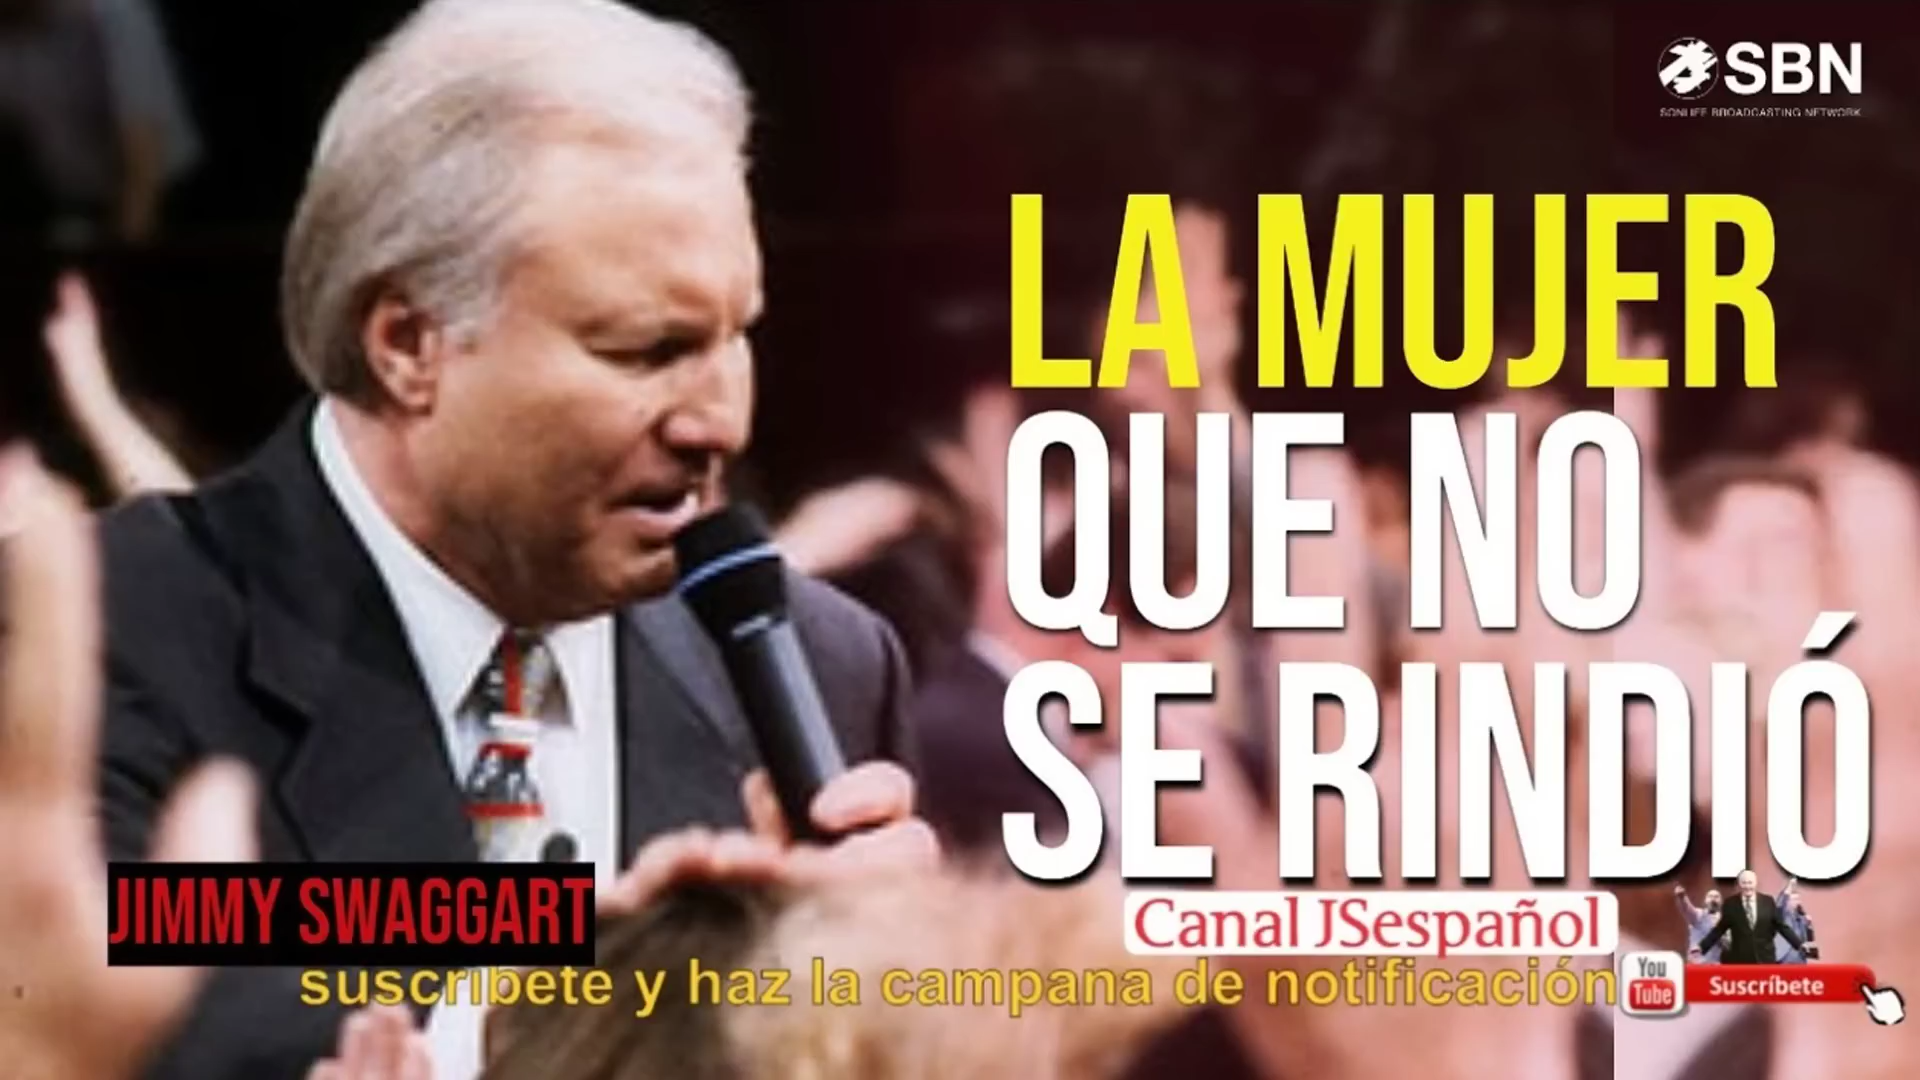 SBN
SONLIFE BROADCASTING NETWORK
LA MUJER
QUE NO
SE RINDIÓ
JIMMY SWAGGART
Canal JSespañol
suscribete y haz la campana de notificación
You
Tube
Suscríbete